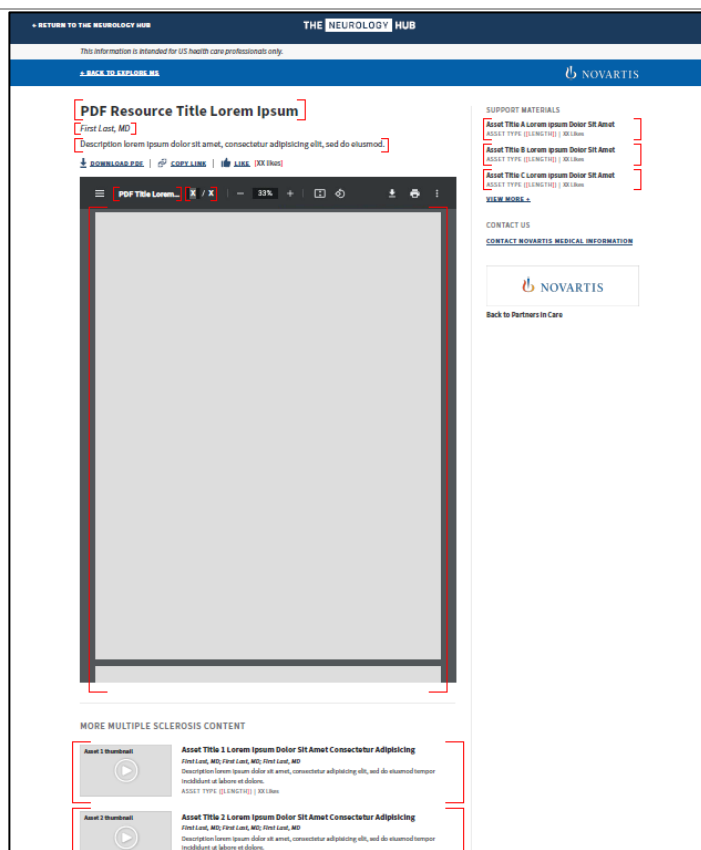 ← RETURN TO THE NEUROLOGY HUB
THE NEUROLOGY HUB
This information is intended for US health care professionals only.
← BACK TO EXPLORE MS
NOVARTIS
PDF Resource Title Lorem Ipsum
First Last, MD
Description lorem ipsum dolor sit amet, consectetur adipisicing elit, sed do eiusmod.
DOWNLOAD PDF | COPY LINK | LIKE [XX likes]
PDF Title Lorem... X / X | — 33% + |
SUPPORT MATERIALS
Asset Title A Lorem Ipsum Dolor Sit Amet
ASSET TYPE [[LENGTH]] | XX Likes
Asset Title B Lorem Ipsum Dolor Sit Amet
ASSET TYPE [[LENGTH]] | XX Likes
Asset Title C Lorem Ipsum Dolor Sit Amet
ASSET TYPE [[LENGTH]] | XX Likes
VIEW MORE +
CONTACT US
CONTACT NOVARTIS MEDICAL INFORMATION
NOVARTIS
Back to Partners in Care
MORE MULTIPLE SCLEROSIS CONTENT
Asset 1 thumbnail
Asset Title 1 Lorem Ipsum Dolor Sit Amet Consectetur Adipisicing
First Last, MD; First Last, MD; First Last, MD
Description lorem ipsum dolor sit amet, consectetur adipisicing elit, sed do eiusmod tempor
incididunt ut labore et dolore.
ASSET TYPE [[LENGTH]] | XX Likes
Asset 2 thumbnail
Asset Title 2 Lorem Ipsum Dolor Sit Amet Consectetur Adipisicing
First Last, MD; First Last, MD; First Last, MD
Description lorem ipsum dolor sit amet, consectetur adipisicing elit, sed do eiusmod tempor
incididunt ut labore et dolore.